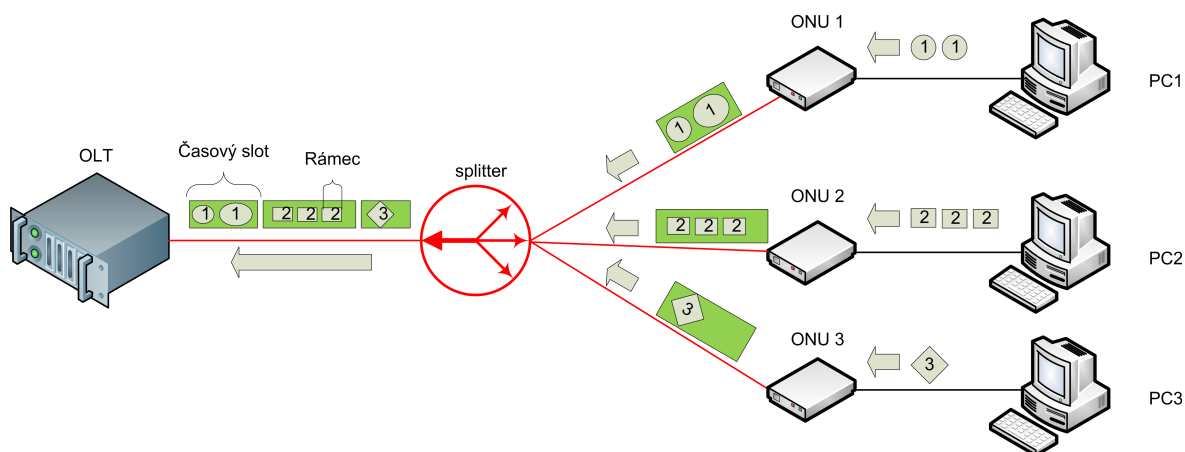 ONU 1
1 1
PC1
1 1
OLT
Časový slot
Rámec
splitter
1 1 2 2 2 3
ONU 2
2 2 2
2 2 2
PC2
3
ONU 3
3
PC3